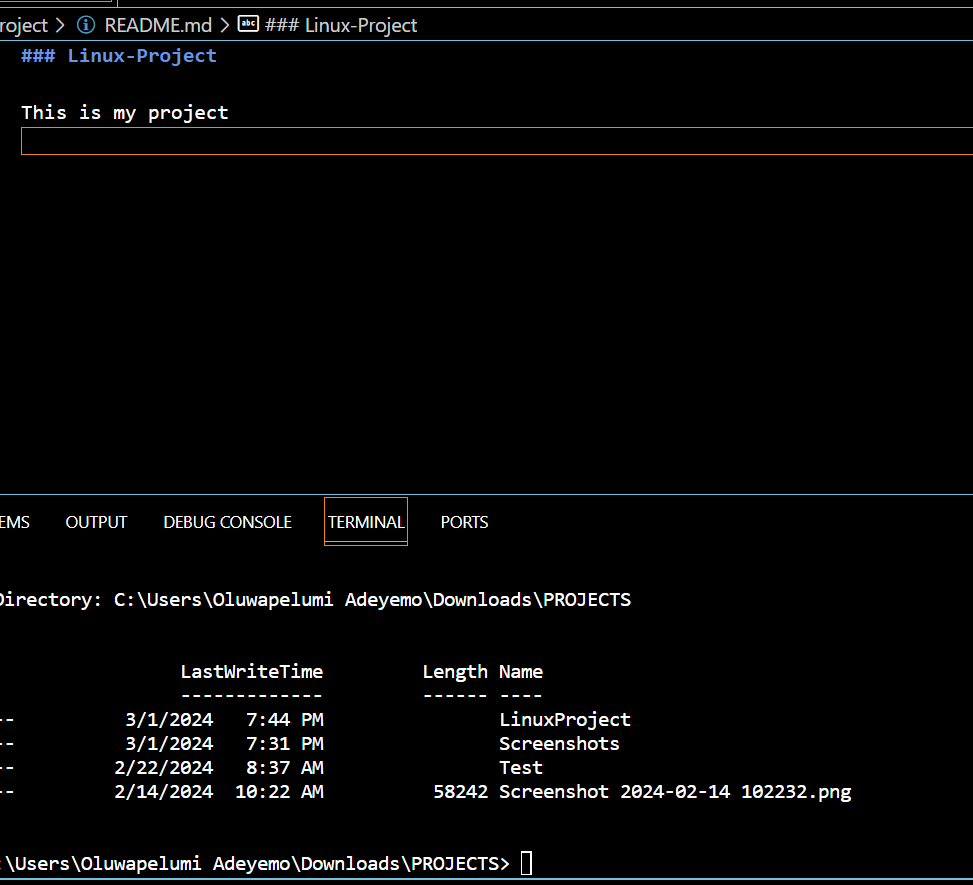 roject > README.md > abc ### Linux-Project
### Linux-Project
This is my project
EMS OUTPUT DEBUG CONSOLE TERMINAL PORTS
Directory: C:\Users\Oluwapelumi Adeyemo\Downloads\PROJECTS
LastWriteTime Length Name
------------- ------ ----
-- 3/1/2024 7:44 PM LinuxProject
-- 3/1/2024 7:31 PM Screenshots
-- 2/22/2024 8:37 AM Test
-- 2/14/2024 10:22 AM 58242 Screenshot 2024-02-14 102232.png
:\Users\Oluwapelumi Adeyemo\Downloads\PROJECTS>